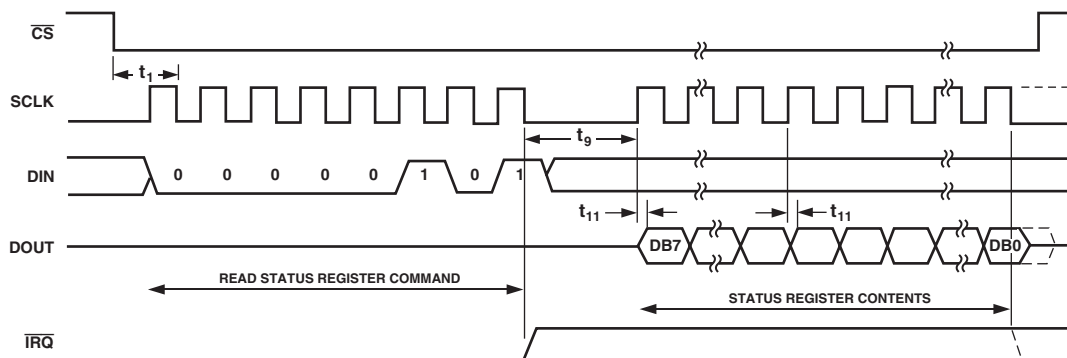 CS
t1
SCLK
t9
DIN 0 0 0 0 0 1 0 1
t11 t11
DOUT DB7 DB0
READ STATUS REGISTER COMMAND STATUS REGISTER CONTENTS
IRQ